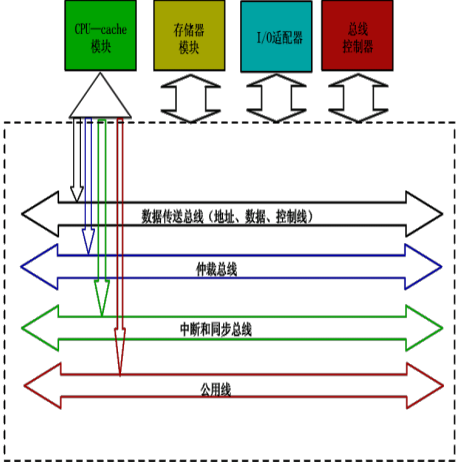 CPU—cache
模块
存储器
模块
I/O适配器
总线
控制器
数据传送总线（地址、数据、控制线）
仲裁总线
中断和同步总线
公用线